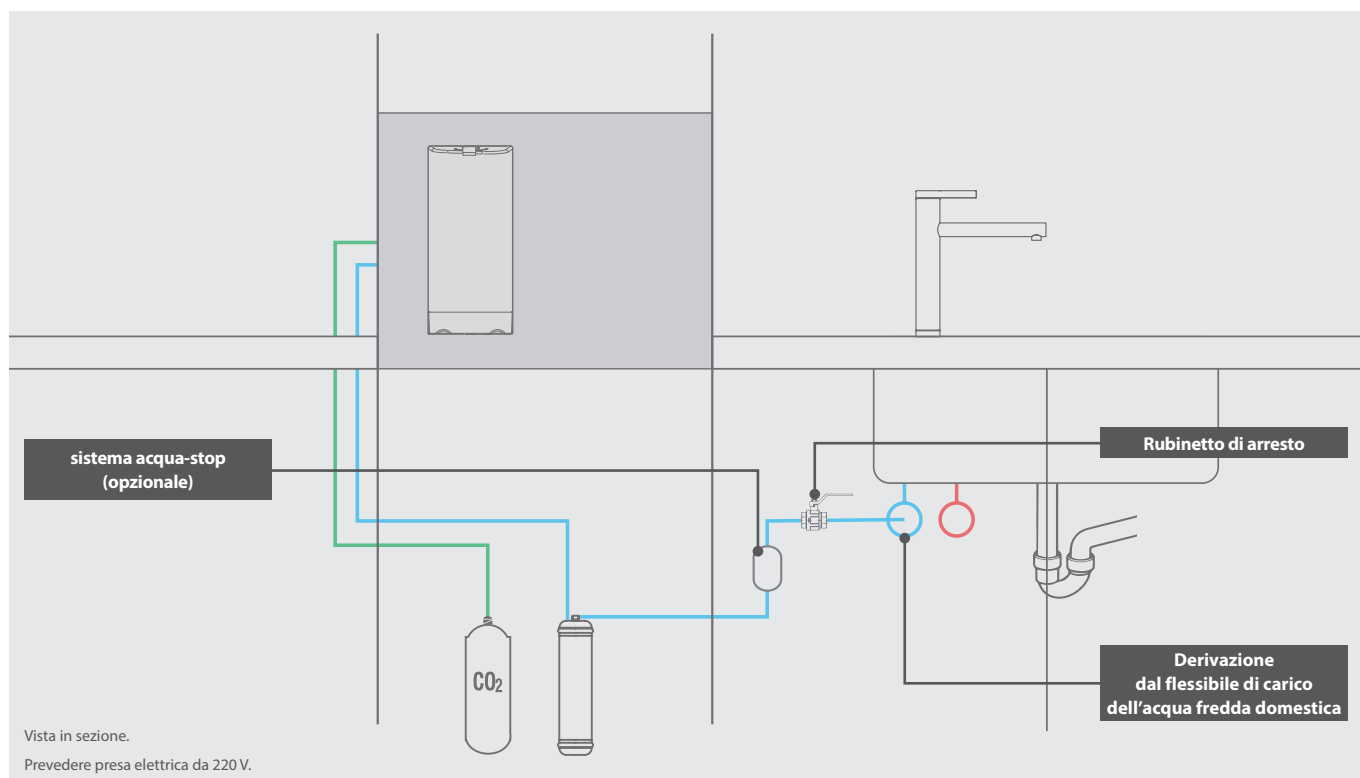 sistema acqua-stop
(opzionale)
Rubinetto di arresto
CO₂
Derivazione
dal flessibile di carico
dell’acqua fredda domestica
Vista in sezione.
Prevedere presa elettrica da 220 V.